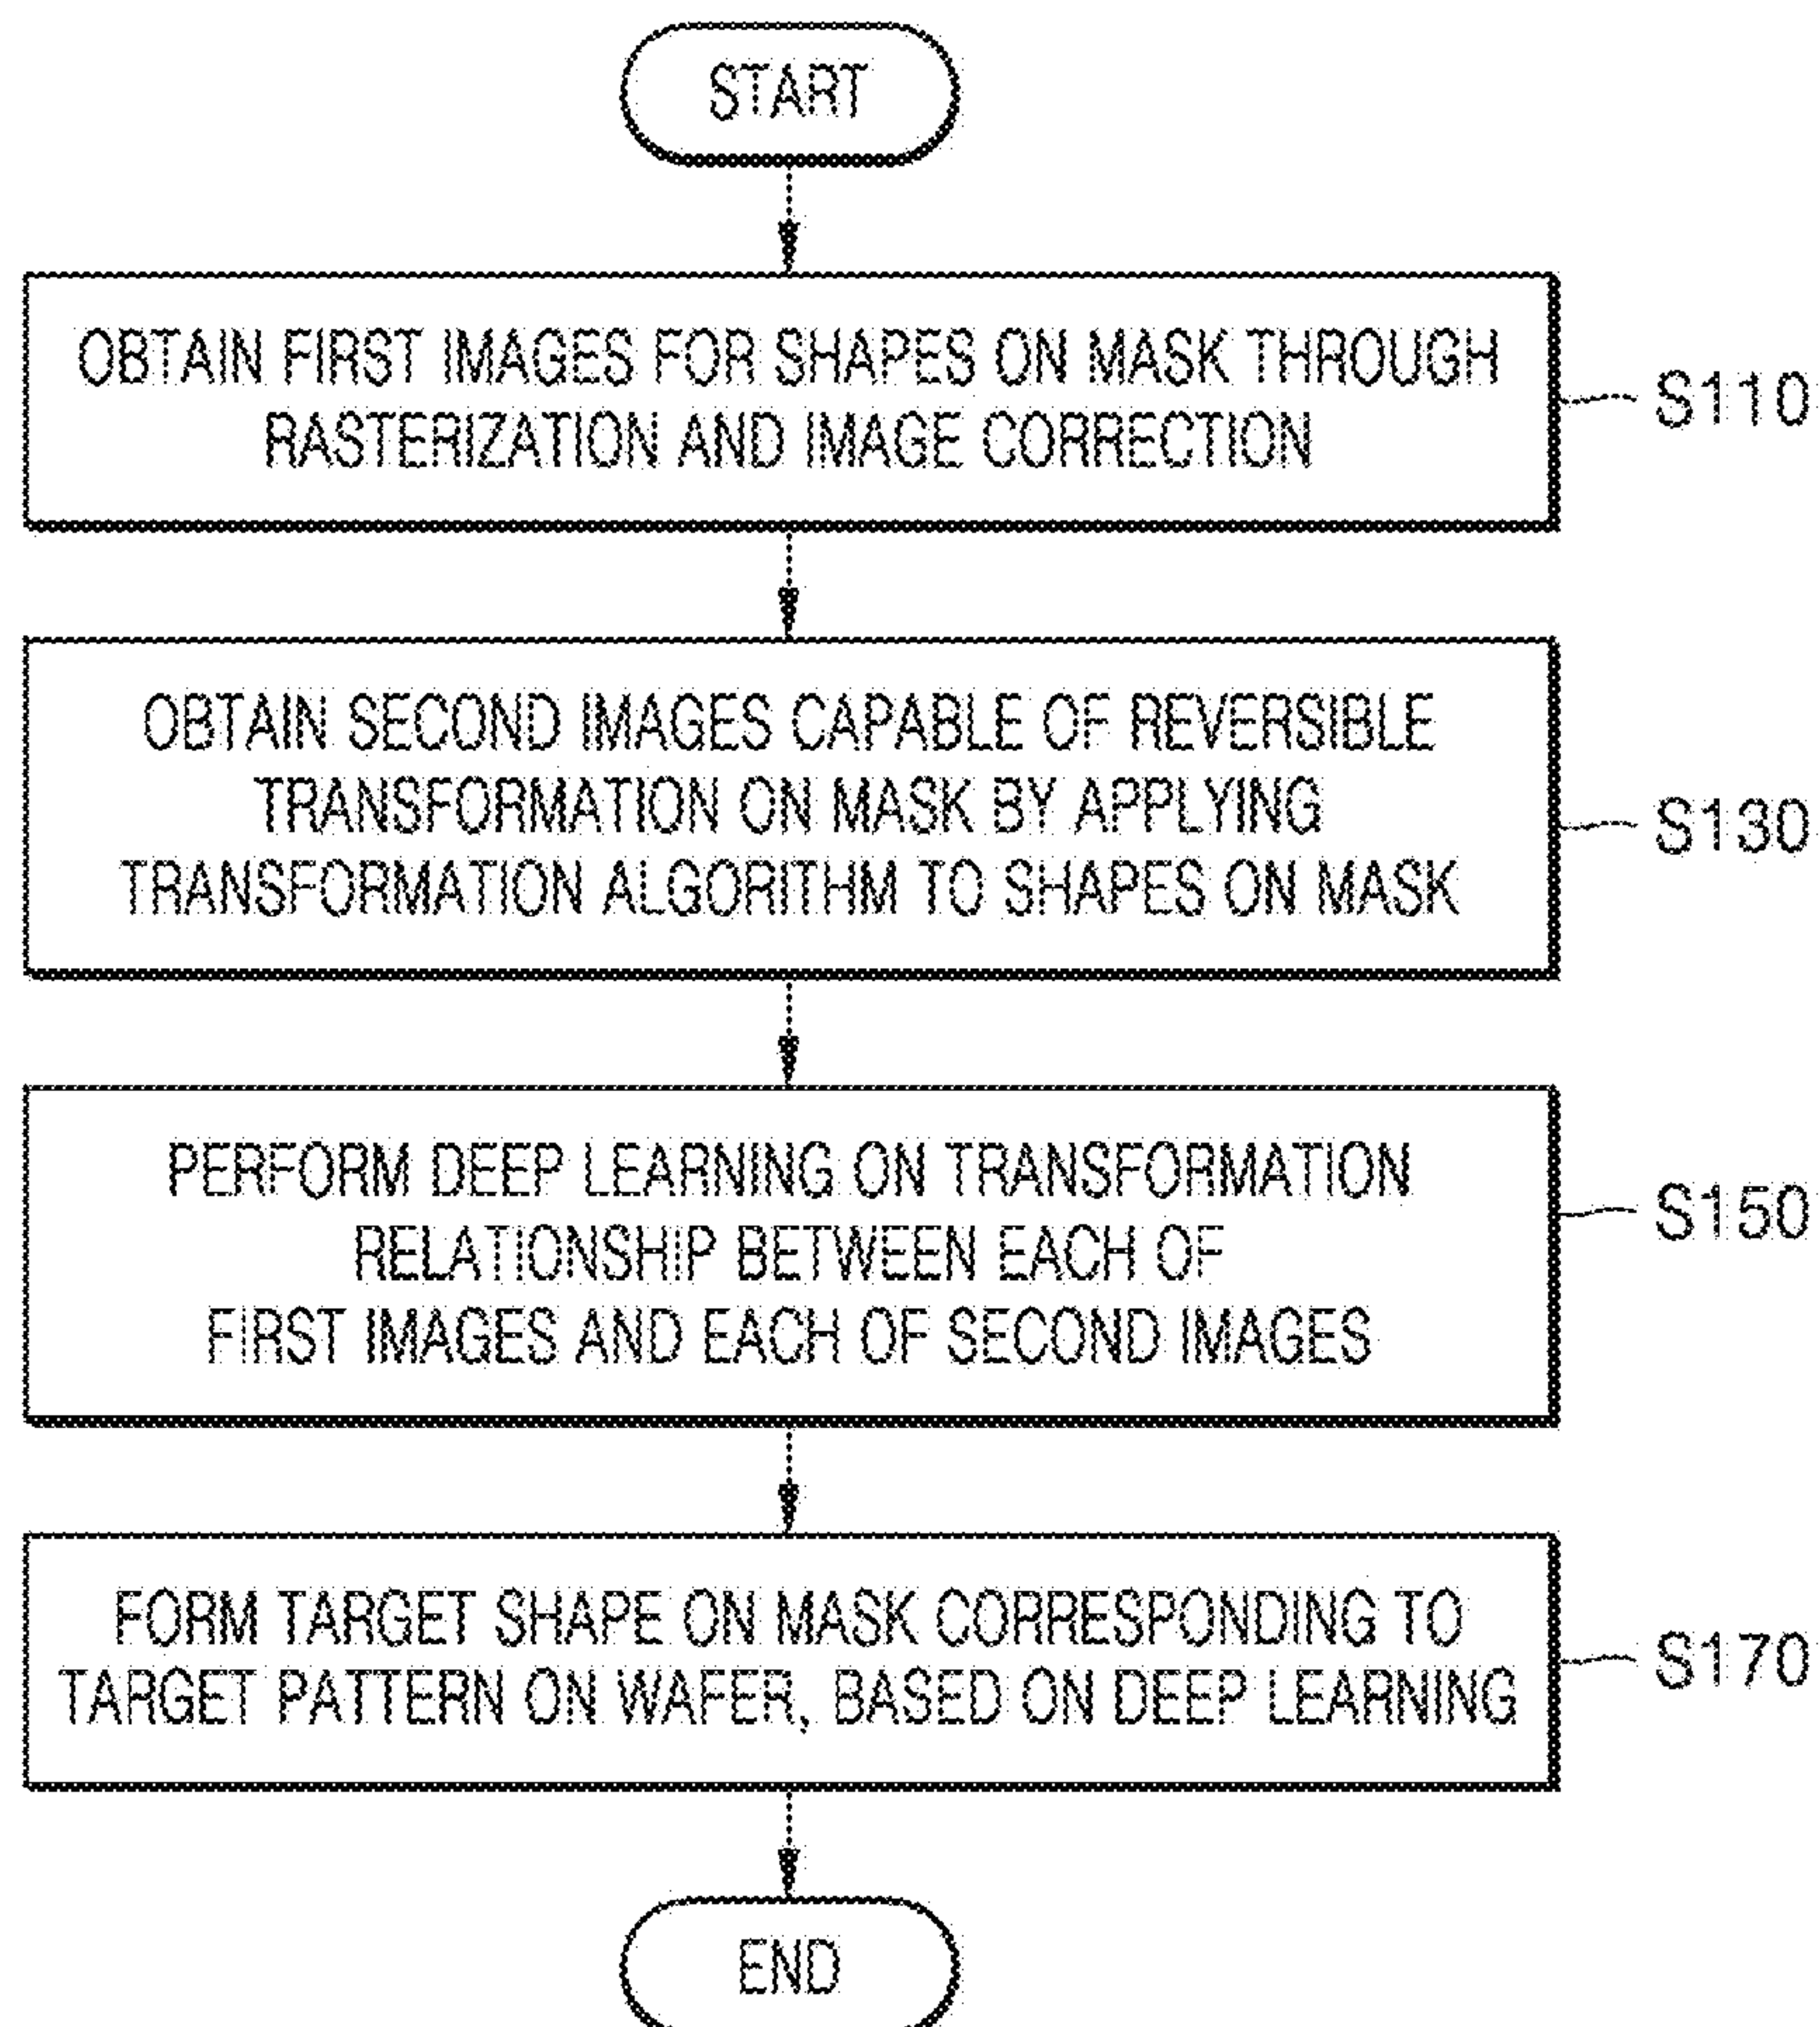 START
OBTAIN FIRST IMAGES FOR SHAPES ON MASK THROUGH
RASTERIZATION AND IMAGE CORRECTION
S110
OBTAIN SECOND IMAGES CAPABLE OF REVERSIBLE
TRANSFORMATION ON MASK BY APPLYING
TRANSFORMATION ALGORITHM TO SHAPES ON MASK
S130
PERFORM DEEP LEARNING ON TRANSFORMATION
RELATIONSHIP BETWEEN EACH OF
FIRST IMAGES AND EACH OF SECOND IMAGES
S150
FORM TARGET SHAPE ON MASK CORRESPONDING TO
TARGET PATTERN ON WAFER, BASED ON DEEP LEARNING
S170
END